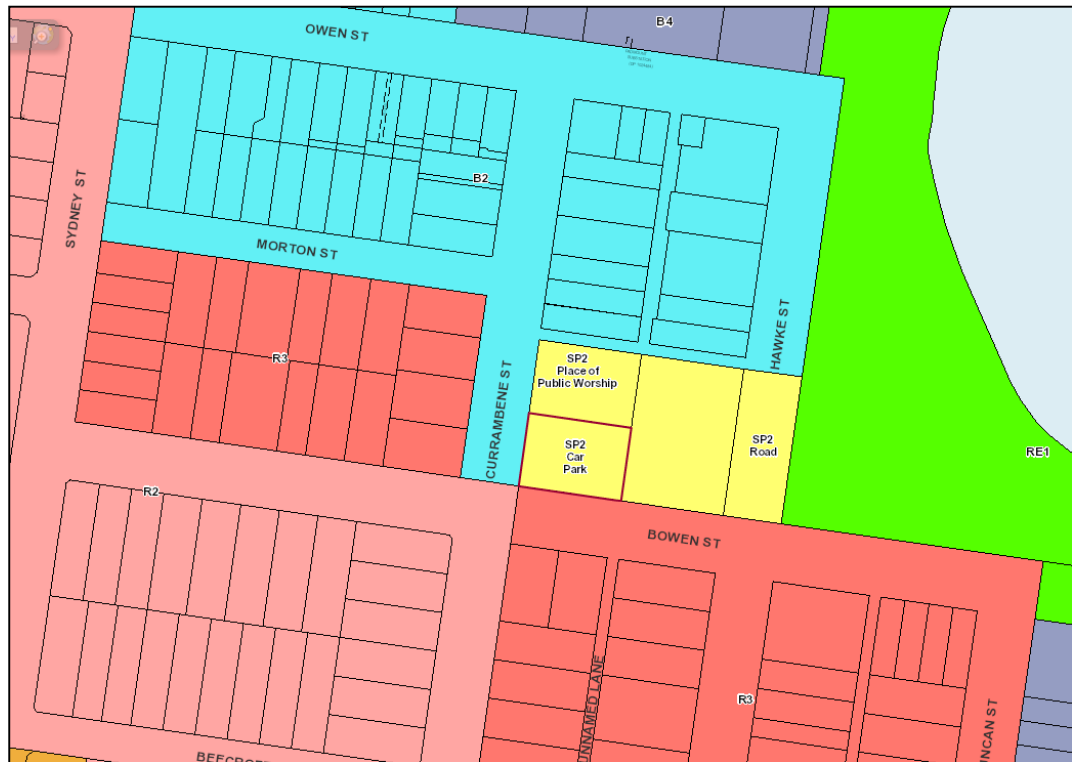 B4
OWEN ST
B2
SYDNEY ST
MORTON ST
HAWKE ST
R3
SP2
Place of
Public Worship
CURRAMBENE ST
SP2
Car
Park
SP2
Road
RE1
R2
BOWEN ST
UNNAMED LANE
R3